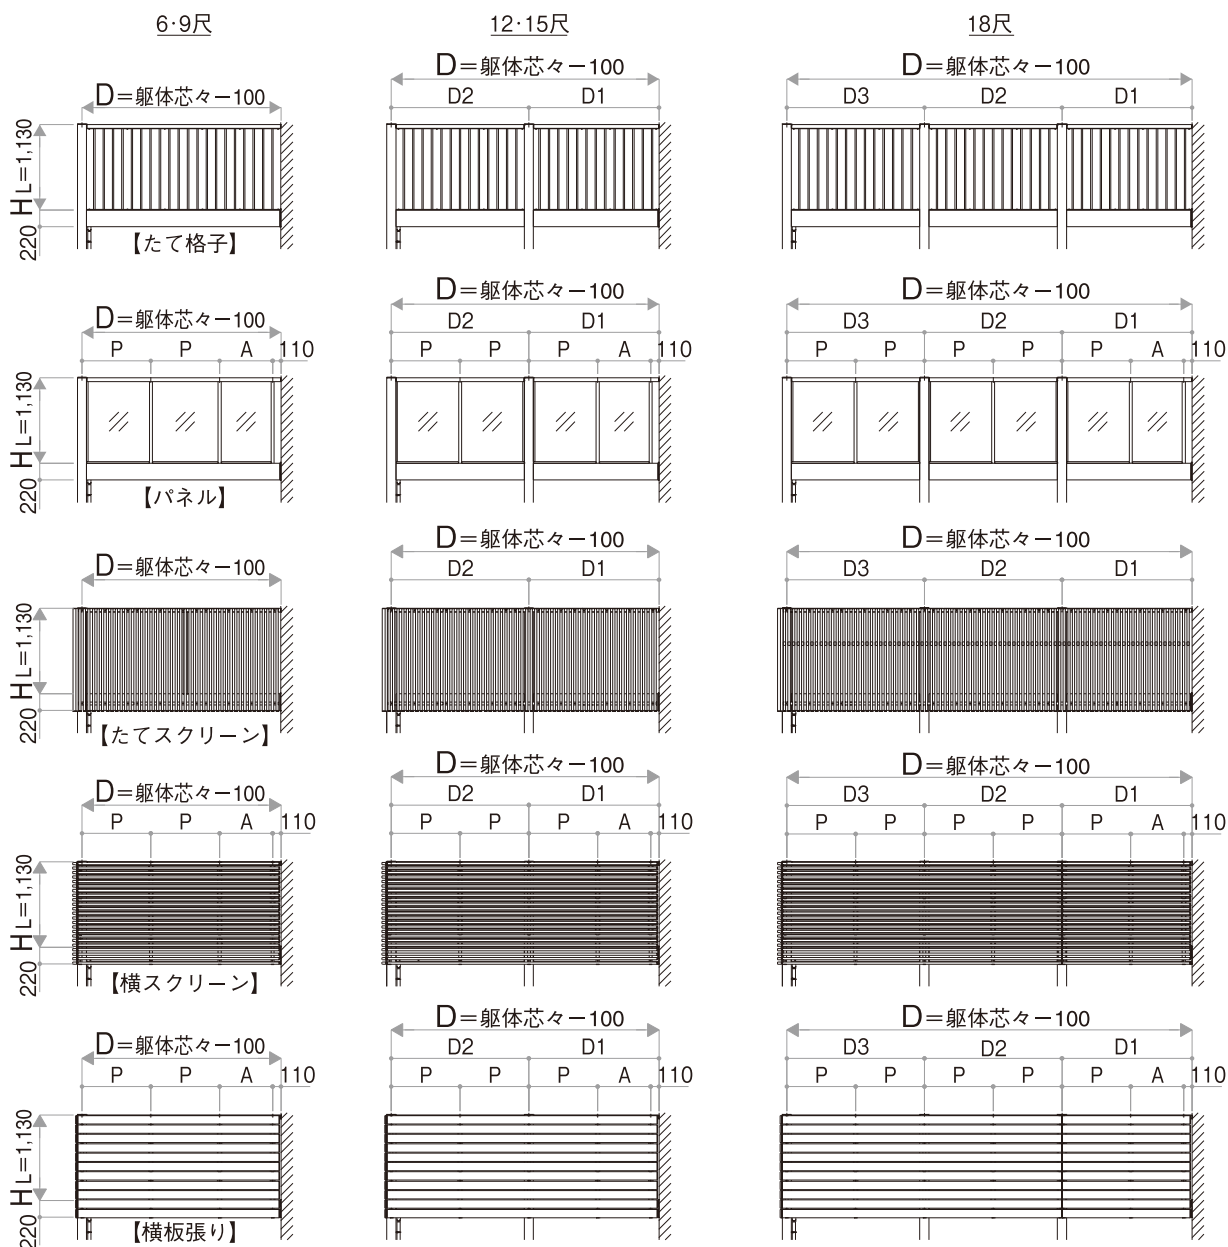 6･9尺 12･15尺 18尺
D=躯体芯々ー100 D=躯体芯々ー100 D=躯体芯々ー100
D2 D1 D3 D2 D1
HL=1,130
220
【たて格子】
D=躯体芯々ー100 D=躯体芯々ー100 D=躯体芯々ー100
D2 D1 D3 D2 D1
P P A 110 P P P A 110 P P P P P A 110
HL=1,130
220
【パネル】
D=躯体芯々ー100 D=躯体芯々ー100 D=躯体芯々ー100
D2 D1 D3 D2 D1
HL=1,130
220
【たてスクリーン】
D=躯体芯々ー100 D=躯体芯々ー100 D=躯体芯々ー100
D2 D1 D3 D2 D1
P P A 110 P P P A 110 P P P P P A 110
HL=1,130
220
【横スクリーン】
D=躯体芯々ー100 D=躯体芯々ー100 D=躯体芯々ー100
D2 D1 D3 D2 D1
P P A 110 P P P A 110 P P P P P A 110
HL=1,130
220
【横板張り】